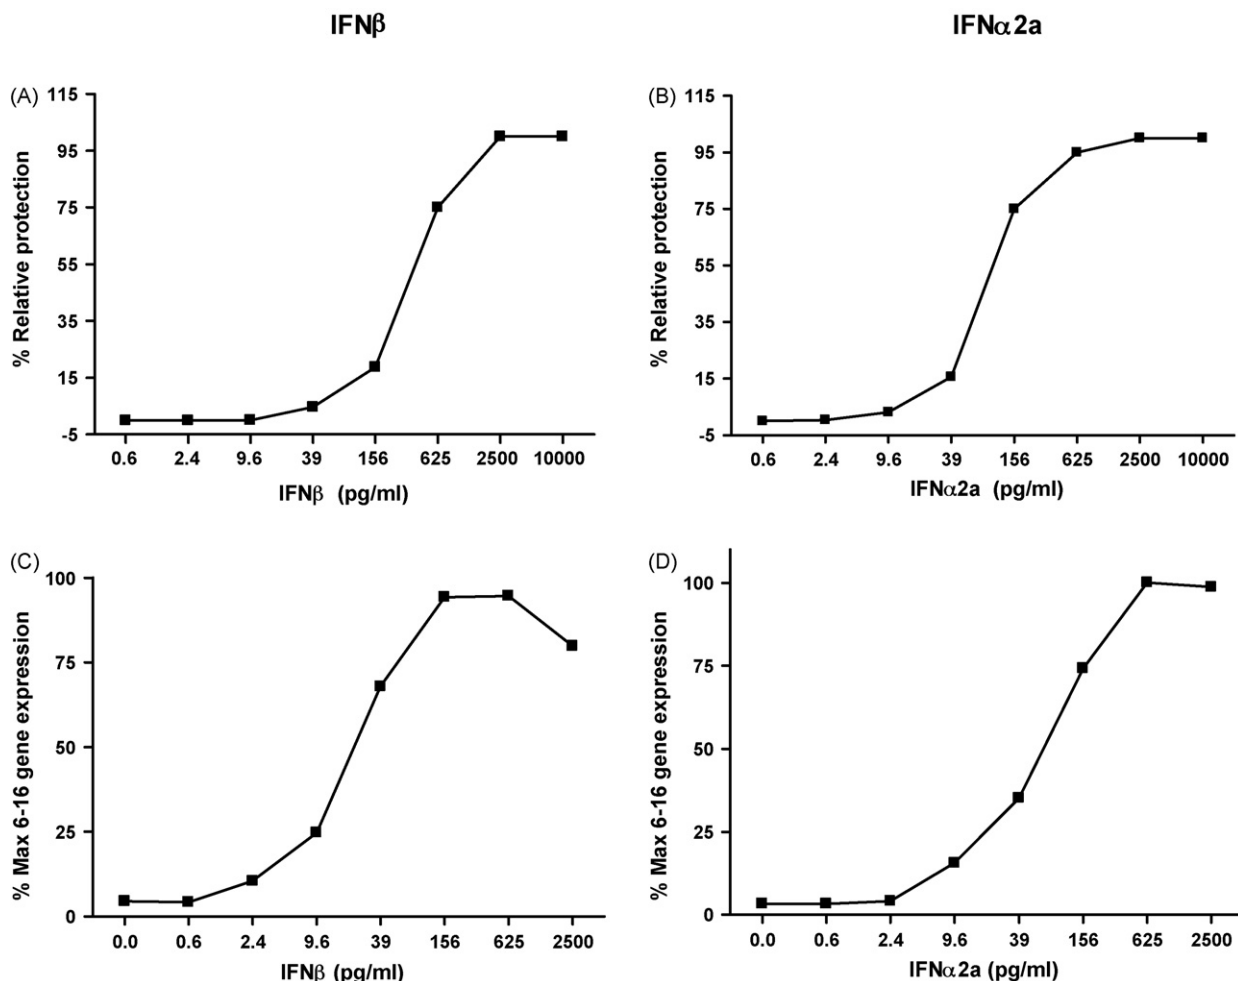 IFNβ
IFNα2a
(A)
115
95
75
55
35
15
-5
% Relative protection
0.6 2.4 9.6 39 156 625 2500 10000
IFNβ (pg/ml)
(B)
115
95
75
55
35
15
-5
% Relative protection
0.6 2.4 9.6 39 156 625 2500 10000
IFNα2a (pg/ml)
(C)
100
75
50
25
0
% Max 6-16 gene expression
0.0 0.6 2.4 9.6 39 156 625 2500
IFNβ (pg/ml)
(D)
100
75
50
25
0
% Max 6-16 gene expression
0.0 0.6 2.4 9.6 39 156 625 2500
IFNα2a (pg/ml)